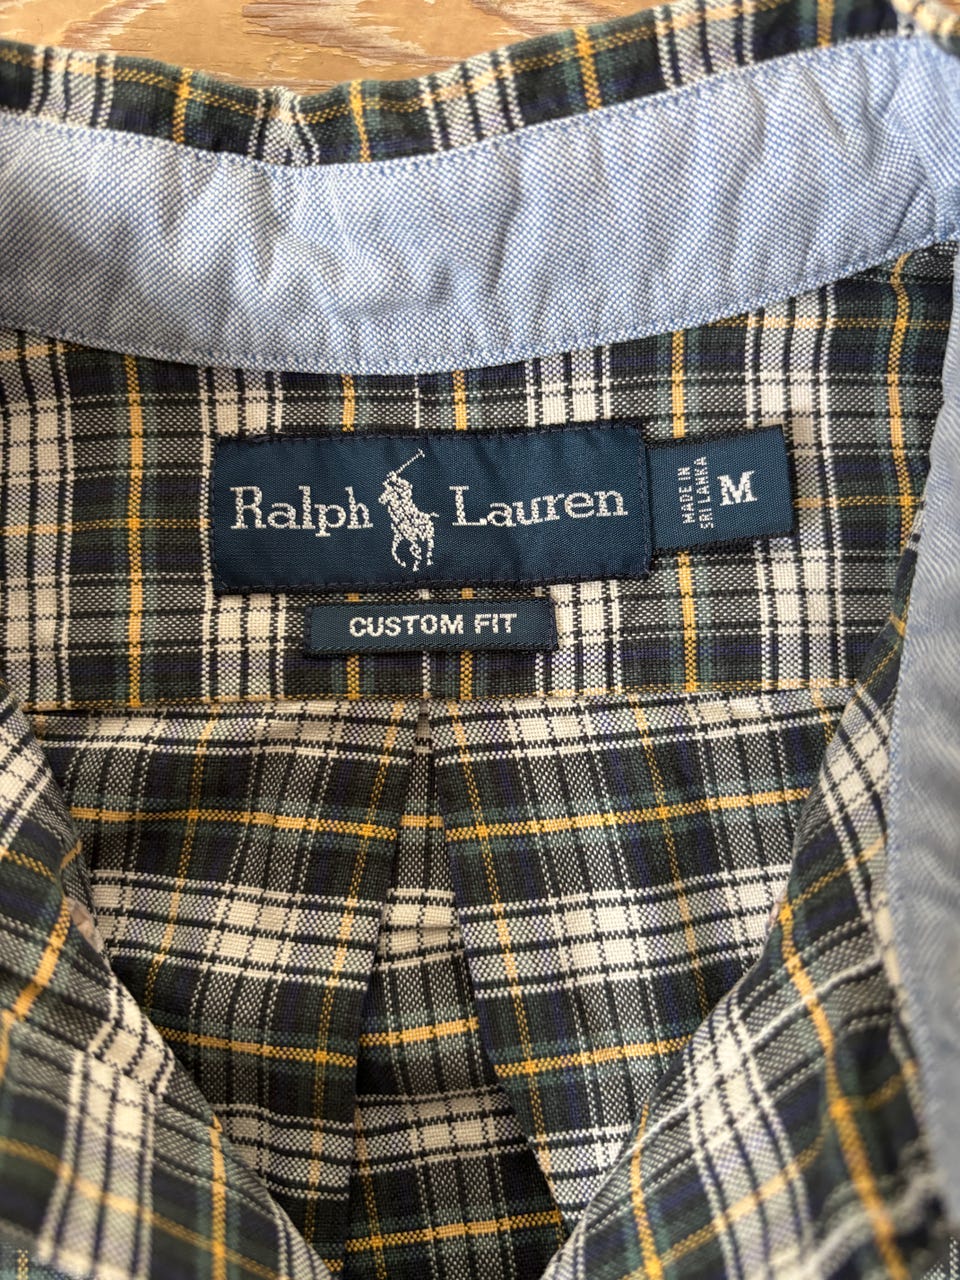 Ralph Lauren
MADE IN
SRI LANKA
M
CUSTOM FIT